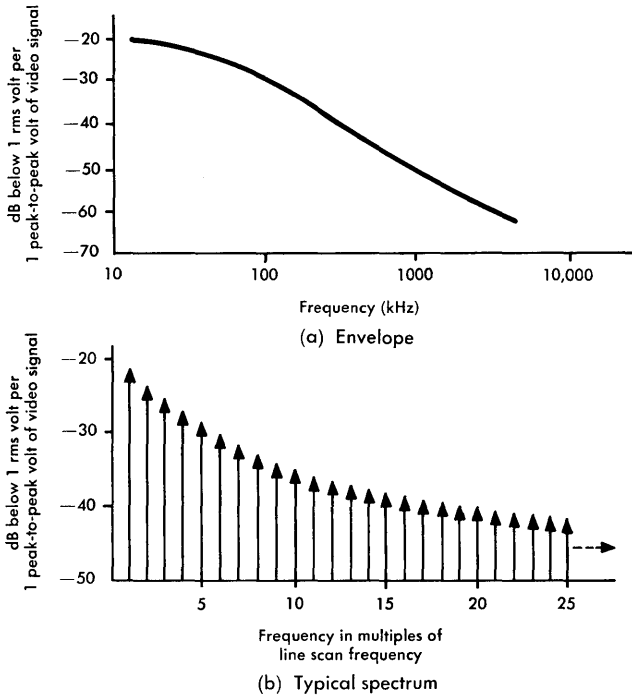 dB below 1 rms volt per
1 peak-to-peak volt of video signal
—20
—30
—40
—50
—60
—70
10
100
1000
10,000
Frequency (kHz)
(a) Envelope
dB below 1 rms volt per
1 peak-to-peak volt of video signal
—20
—30
—40
—50
5
10
15
20
25
Frequency in multiples of
line scan frequency
(b) Typical spectrum